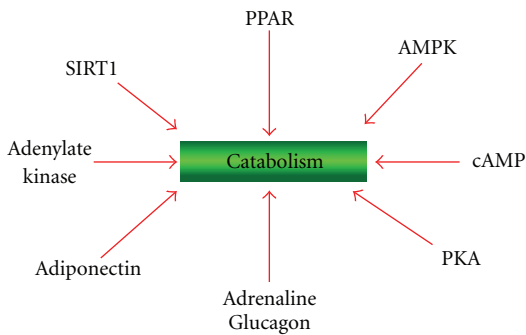 PPAR
AMPK
SIRT1
Adenylate
kinase
Catabolism
cAMP
Adiponectin
PKA
Adrenaline
Glucagon